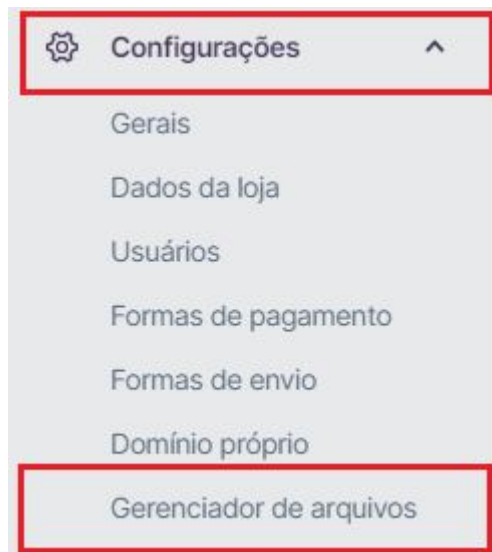 Configurações
Gerais
Dados da loja
Usuários
Formas de pagamento
Formas de envio
Domínio próprio
Gerenciador de arquivos